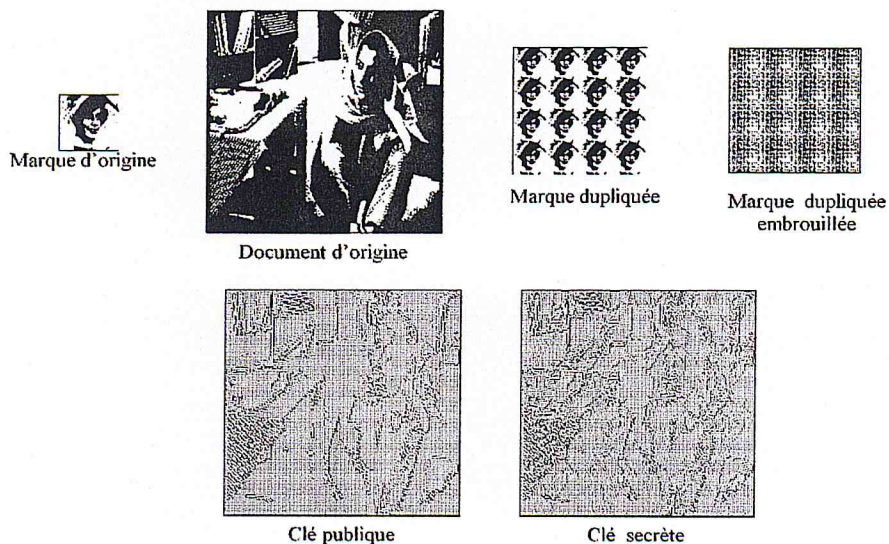 Marque d'origine
Document d'origine
Marque dupliquée
Marque dupliquée
embrouillée
Clé publique
Clé secrète